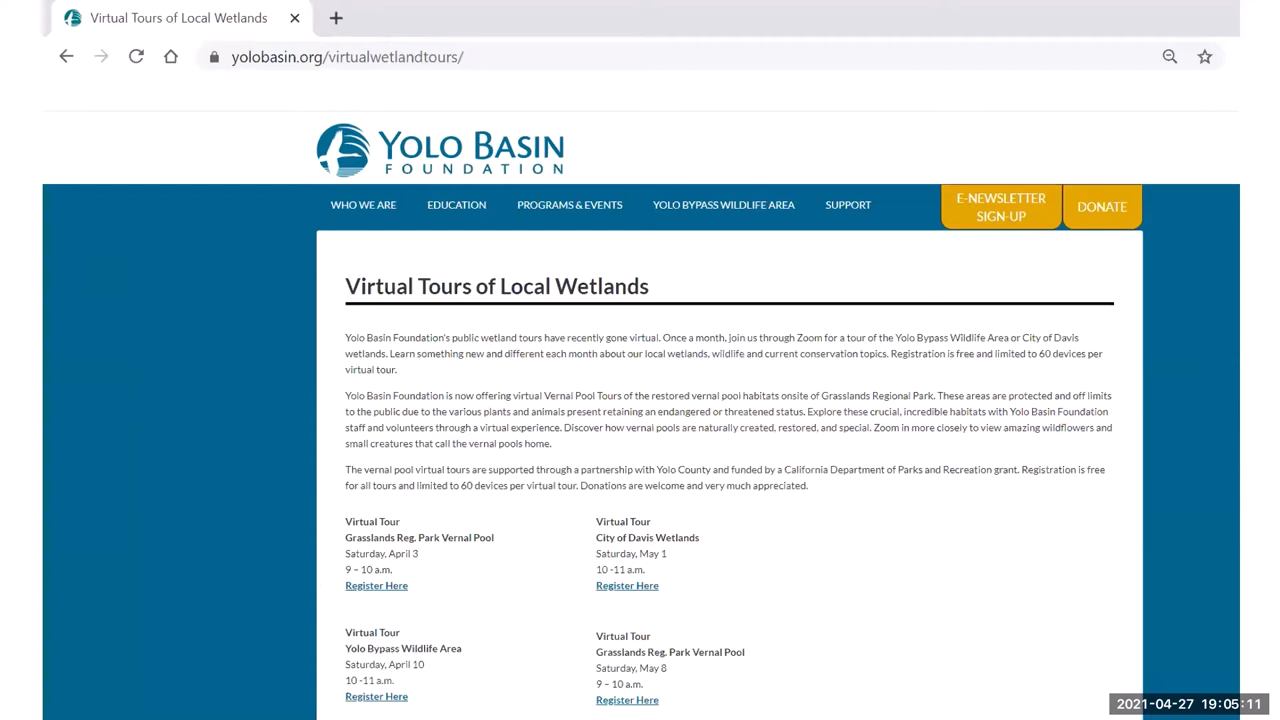 Virtual Tours of Local Wetlands
yolobasin.org/virtualwetlandtours/
YOLO BASIN
FOUNDATION
WHO WE ARE
EDUCATION
PROGRAMS & EVENTS
YOLO BYPASS WILDLIFE AREA
SUPPORT
E-NEWSLETTER
SIGN-UP
DONATE
Virtual Tours of Local Wetlands
Yolo Basin Foundation's public wetland tours have recently gone virtual. Once a month, join us through Zoom for a tour of the Yolo Bypass Wildlife Area or City of Davis
wetlands. Learn something new and different each month about our local wetlands, wildlife and current conservation topics. Registration is free and limited to 60 devices per
virtual tour.
Yolo Basin Foundation is now offering virtual Vernal Pool Tours of the restored vernal pool habitats onsite of Grasslands Regional Park. These areas are protected and off limits
to the public due to the various plants and animals present retaining an endangered or threatened status. Explore these crucial, incredible habitats with Yolo Basin Foundation
staff and volunteers through a virtual experience. Discover how vernal pools are naturally created, restored, and special. Zoom in more closely to view amazing wildflowers and
small creatures that call the vernal pools home.
The vernal pool virtual tours are supported through a partnership with Yolo County and funded by a California Department of Parks and Recreation grant. Registration is free
for all tours and limited to 60 devices per virtual tour. Donations are welcome and very much appreciated.
Virtual Tour
Grasslands Reg. Park Vernal Pool
Saturday, April 3
9 – 10 a.m.
Register Here
Virtual Tour
City of Davis Wetlands
Saturday, May 1
10 -11 a.m.
Register Here
Virtual Tour
Yolo Bypass Wildlife Area
Saturday, April 10
10 -11 a.m.
Register Here
Virtual Tour
Grasslands Reg. Park Vernal Pool
Saturday, May 8
9 – 10 a.m.
Register Here
2021-04-27 19:05:11